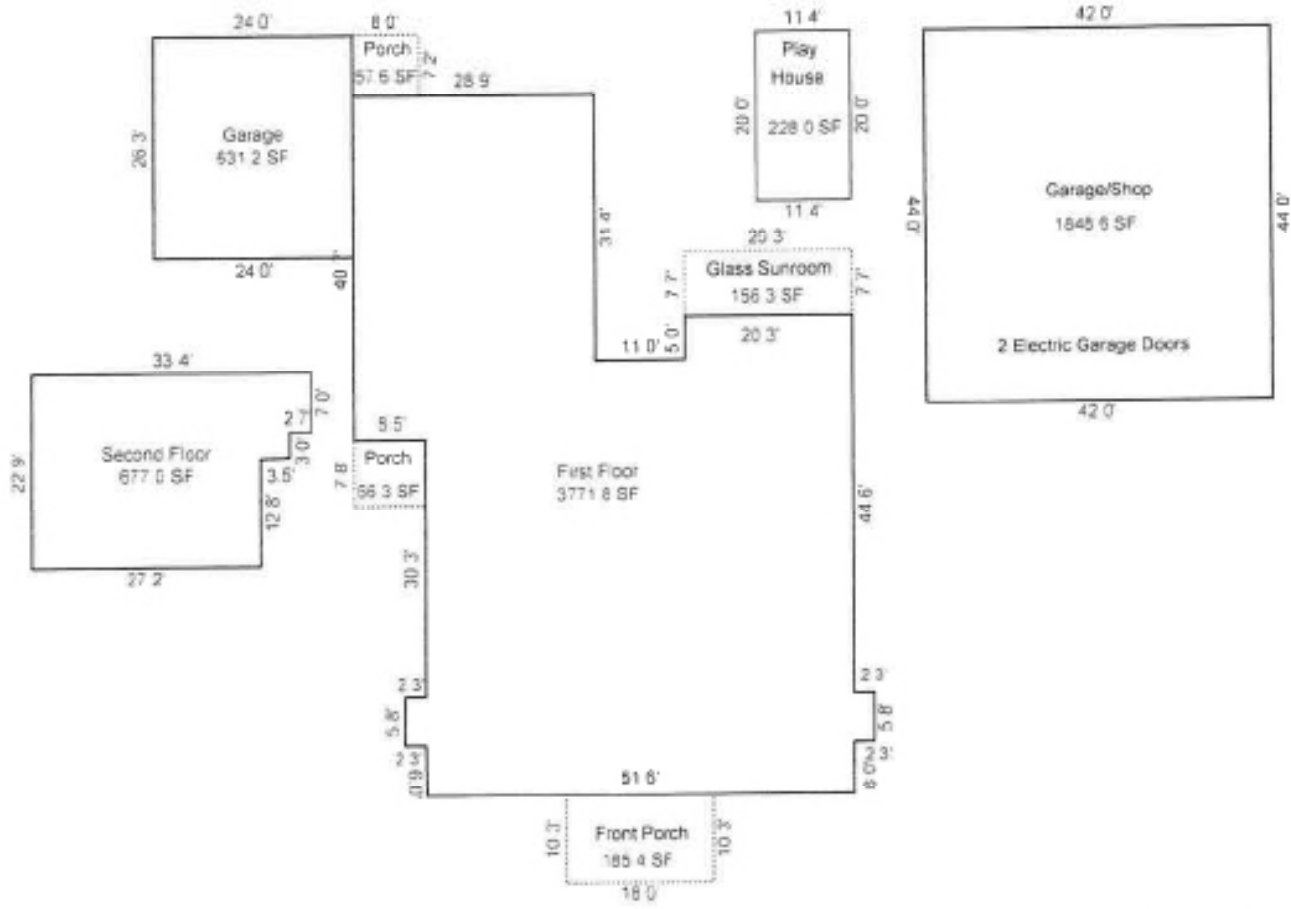 24 0'
8 0'
Porch
57.6 SF
7 2'
28 9'
Garage
631 2 SF
26 3'
24 0'
40 7'
11 4'
Play
House
228 0 SF
20 0'
20 0'
11 4'
42 0'
Garage/Shop
44 0'
44 0'
2 Electric Garage Doors
42 0'
31 4'
20 3'
Glass Sunroom
156 3 SF
7 7'
7 7'
5 0'
20 3'
11 0'
33 4'
7 0'
2 7'
3 0'
3.5'
Second Floor
677 0 SF
22 9'
12 8'
27 2'
8 5'
Porch
66 3 SF
7 8'
First Floor
3771 8 SF
44 6'
30 3'
2 3'
5 8'
2 3'
6.0'
2 3'
5 8'
2 3'
6 0'
51 6'
Front Porch
185 4 SF
10 3'
10 3'
18 0'